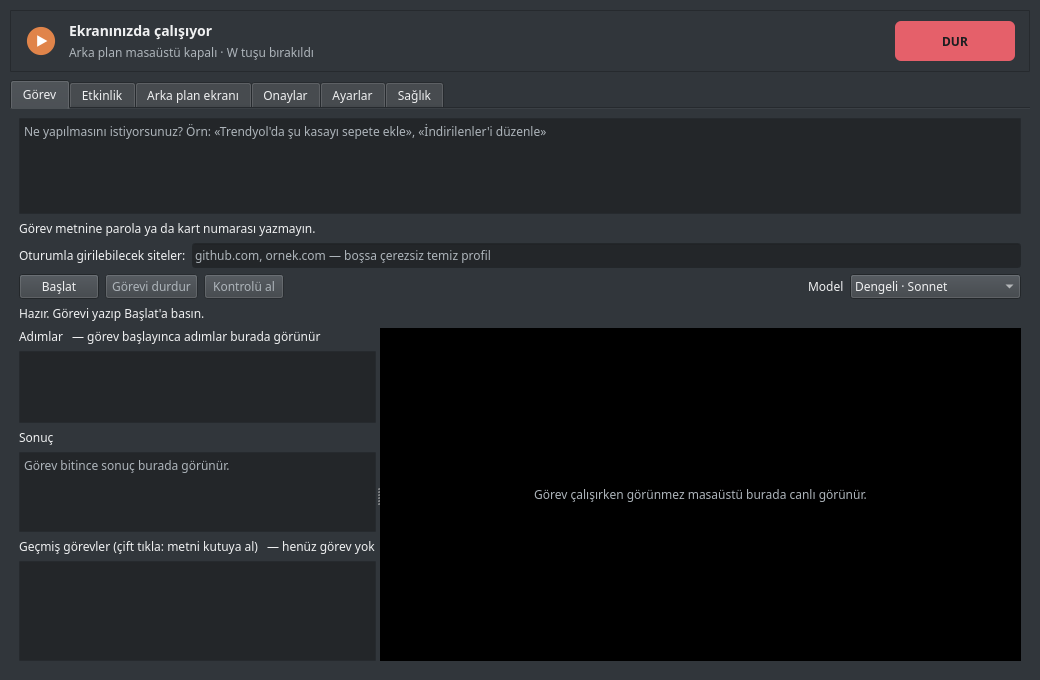 Ekranınızda çalışıyor
Arka plan masaüstü kapalı · W tuşu bırakıldı
DUR
Görev
Etkinlik
Arka plan ekranı
Onaylar
Ayarlar
Sağlık
Ne yapılmasını istiyorsunuz? Örn: «Trendyol'da şu kasayı sepete ekle», «İndirilenler'i düzenle»
Görev metnine parola ya da kart numarası yazmayın.
Oturumla girilebilecek siteler: github.com, ornek.com — boşsa çerezsiz temiz profil
Başlat
Görevi durdur
Kontrolü al
Model
Dengeli · Sonnet
Hazır. Görevi yazıp Başlat'a basın.
Adımlar — görev başlayınca adımlar burada görünür
Sonuç
Görev bitince sonuç burada görünür.
Geçmiş görevler (çift tıkla: metni kutuya al) — henüz görev yok
Görev çalışırken görünmez masaüstü burada canlı görünür.